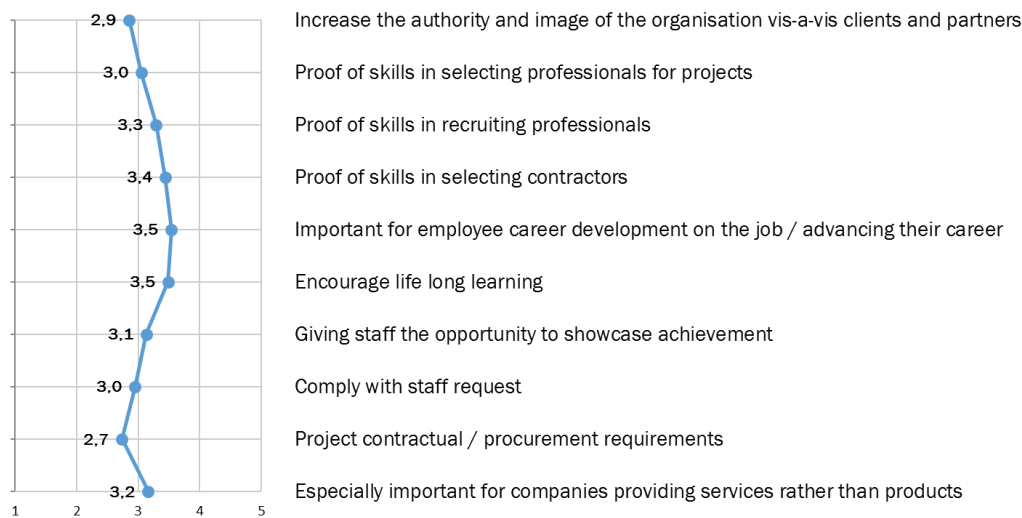 2,9 Increase the authority and image of the organisation vis-a-vis clients and partners
3,0 Proof of skills in selecting professionals for projects
3,3 Proof of skills in recruiting professionals
3,4 Proof of skills in selecting contractors
3,5 Important for employee career development on the job / advancing their career
3,5 Encourage life long learning
3,1 Giving staff the opportunity to showcase achievement
3,0 Comply with staff request
2,7 Project contractual / procurement requirements
3,2 Especially important for companies providing services rather than products
1 2 3 4 5